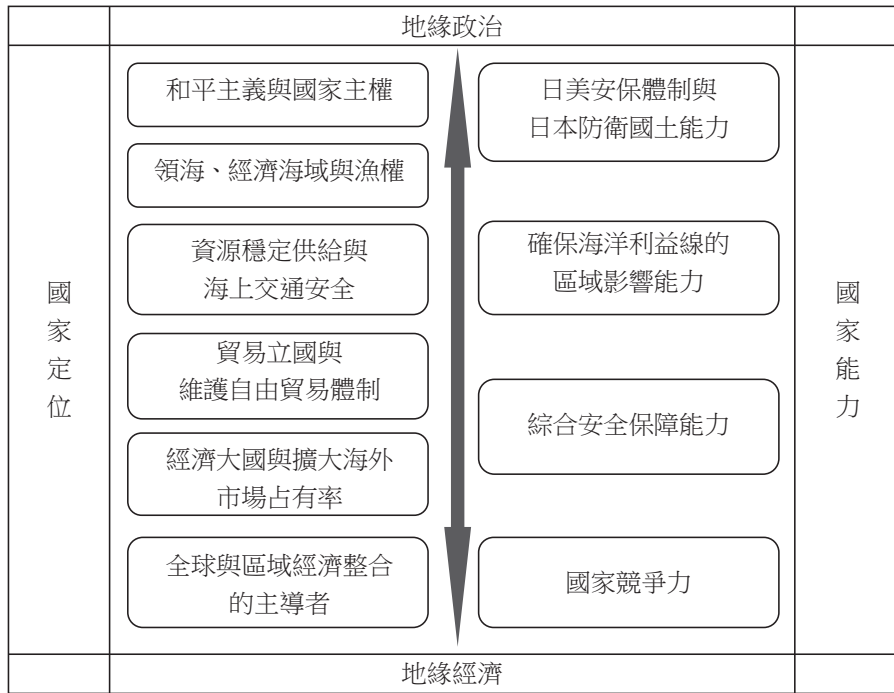 地緣政治
國家定位
和平主義與國家主權
領海、經濟海域與漁權
資源穩定供給與
海上交通安全
貿易立國與
維護自由貿易體制
經濟大國與擴大海外
市場占有率
全球與區域經濟整合
的主導者
日美安保體制與
日本防衛國土能力
確保海洋利益線的
區域影響能力
綜合安全保障能力
國家競爭力
國家能力
地緣經濟